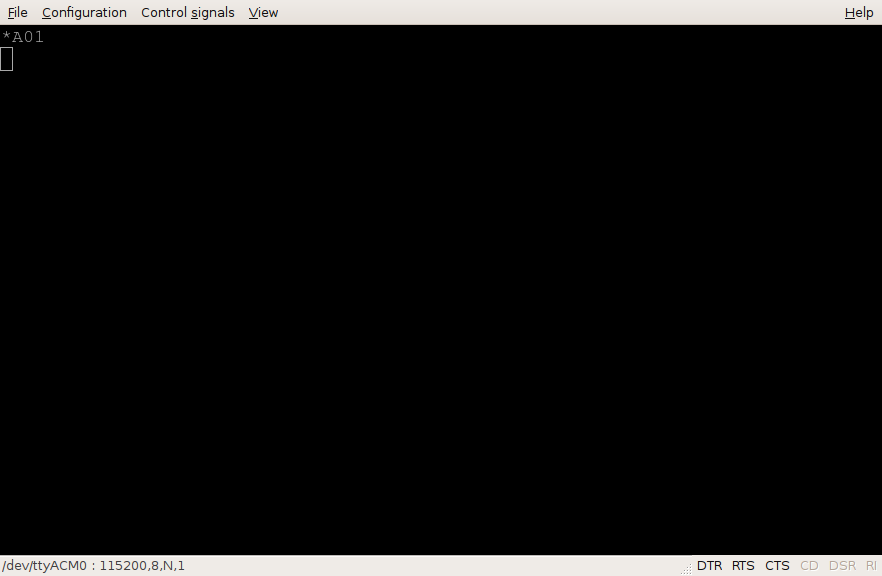 File Configuration Control signals View Help
*A01
/dev/ttyACM0 : 115200,8,N,1 DTR RTS CTS CD DSR RI